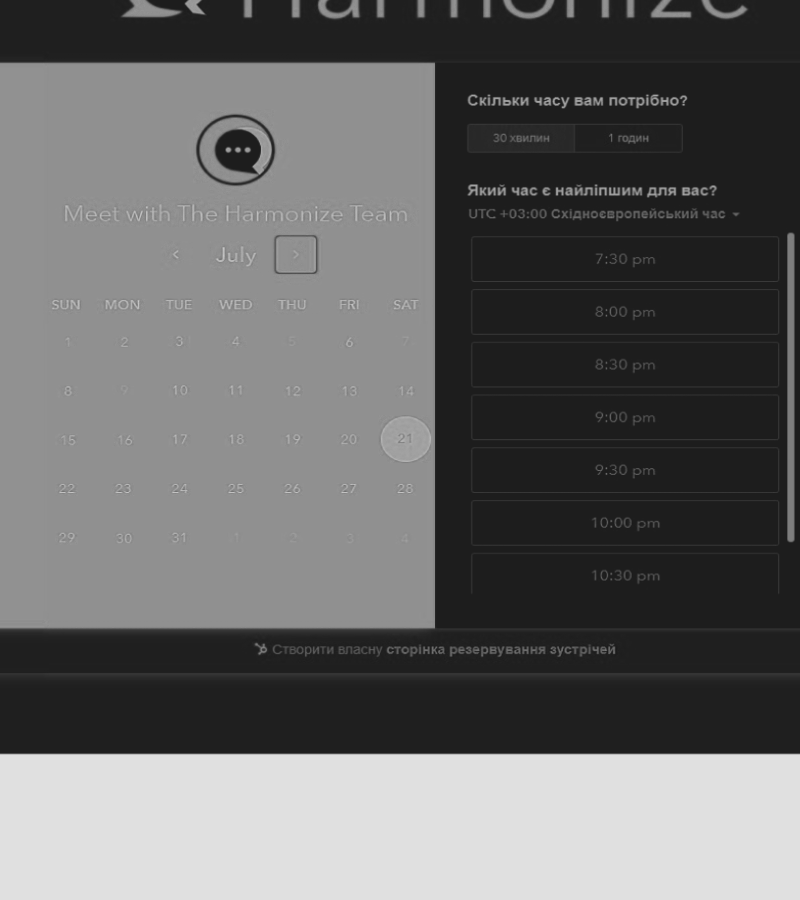 Harmonize
Meet with The Harmonize Team
July
SUN MON TUE WED THU FRI SAT
1 2 3 4 5 6 7
8 9 10 11 12 13 14
15 16 17 18 19 20 21
22 23 24 25 26 27 28
29 30 31 1 2 3 4
Скільки часу вам потрібно?
30 хвилин 1 годин
Який час є найліпшим для вас?
UTC +03:00 Східноєвропейський час
7:30 pm
8:00 pm
8:30 pm
9:00 pm
9:30 pm
10:00 pm
10:30 pm
Створити власну сторінка резервування зустрічей